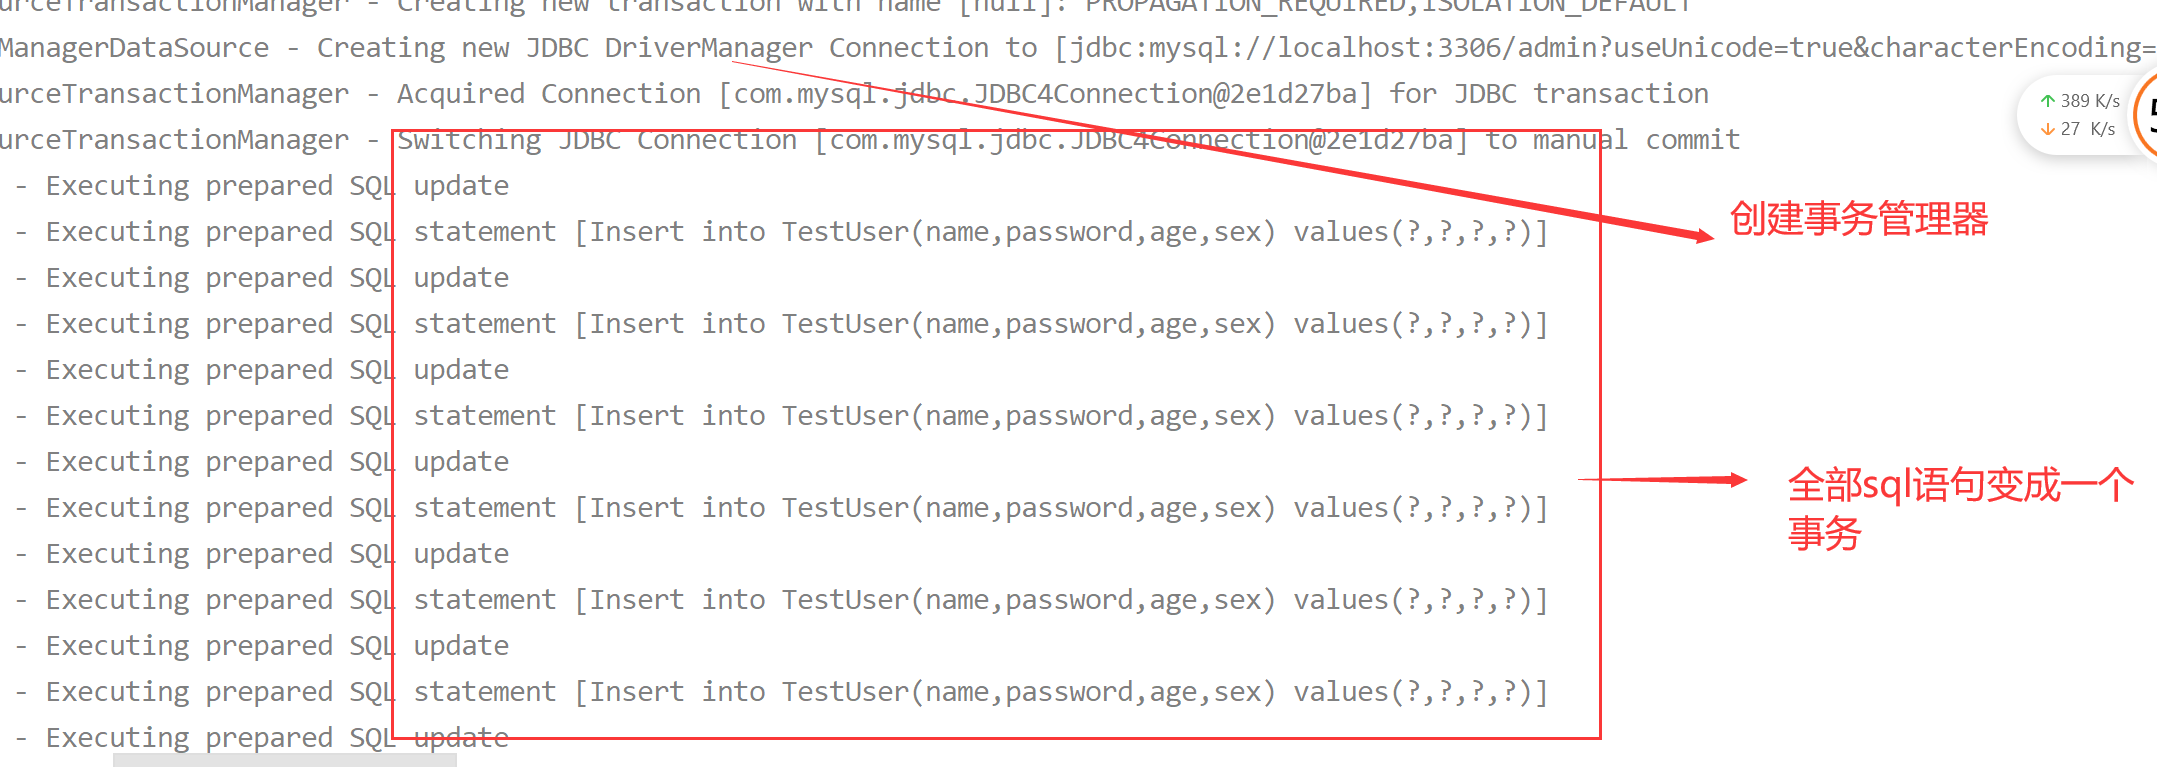 urceTransactionManager - Creating new transaction with name [null]: PROPAGATION_REQUIRED,ISOLATION_DEFAULT
ManagerDataSource - Creating new JDBC DriverManager Connection to [jdbc:mysql://localhost:3306/admin?useUnicode=true&characterEncoding=
urceTransactionManager - Acquired Connection [com.mysql.jdbc.JDBC4Connection@2e1d27ba] for JDBC transaction
↑ 389 K/s
↓ 27 K/s
urceTransactionManager - Switching JDBC Connection [com.mysql.jdbc.JDBC4Connection@2e1d27ba] to manual commit
- Executing prepared SQL update
创建事务管理器
- Executing prepared SQL statement [Insert into TestUser(name,password,age,sex) values(?,?,?,?)]
- Executing prepared SQL update
- Executing prepared SQL statement [Insert into TestUser(name,password,age,sex) values(?,?,?,?)]
- Executing prepared SQL update
- Executing prepared SQL statement [Insert into TestUser(name,password,age,sex) values(?,?,?,?)]
- Executing prepared SQL update
全部sql语句变成一个
事务
- Executing prepared SQL statement [Insert into TestUser(name,password,age,sex) values(?,?,?,?)]
- Executing prepared SQL update
- Executing prepared SQL statement [Insert into TestUser(name,password,age,sex) values(?,?,?,?)]
- Executing prepared SQL update
- Executing prepared SQL statement [Insert into TestUser(name,password,age,sex) values(?,?,?,?)]
- Executing prepared SQL update